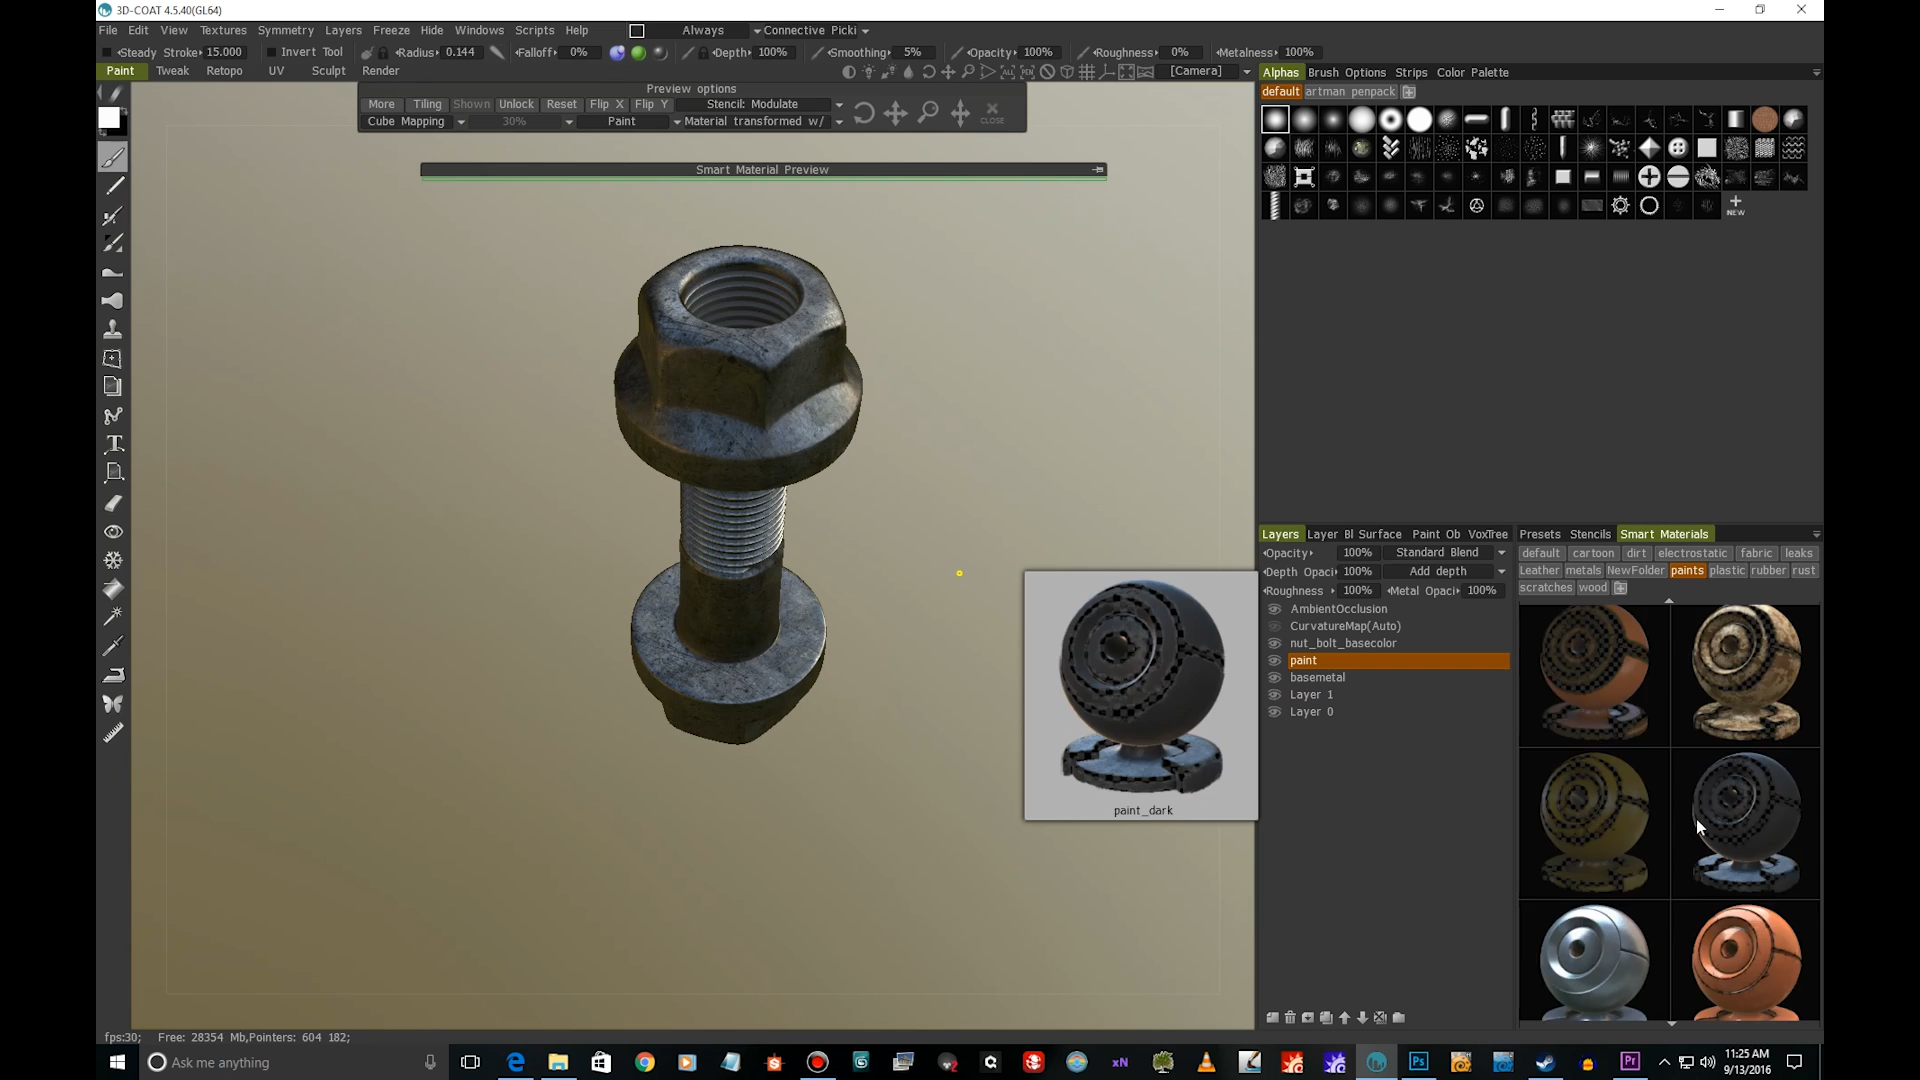 3D-COAT 4.5.40(GL64)
File Edit View Textures Symmetry Layers Freeze Hide Windows Scripts Help Always Connective Picki
Steady Stroke 15.000 Invert Tool Radius 0.144 Falloff 0% Depth 100% Smoothing 5% Opacity 100% Roughness 0% Metalness 100%
Paint Tweak Retopo UV Sculpt Render ALL PEN [Camera]
Alphas Brush Options Strips Color Palette
default artman penpack
NEW
Preview options
More Tiling Shown Unlock Reset Flip X Flip Y Stencil: Modulate
Cube Mapping 30% Paint Material transformed w/ CLOSE
Smart Material Preview
paint_dark
Layers Layer Bl Surface Paint Ob VoxTree
Opacity 100% Standard Blend
Depth Opaci 100% Add depth
Roughness 100% Metal Opaci 100%
AmbientOcclusion
CurvatureMap(Auto)
nut_bolt_basecolor
paint
basemetal
Layer 1
Layer 0
Presets Stencils Smart Materials
default cartoon dirt electrostatic fabric leaks
Leather metals NewFolder paints plastic rubber rust
scratches wood
fps:30; Free: 28354 Mb,Pointers: 604 182;
Ask me anything
xN
Ps
Pr
11:25 AM
9/13/2016